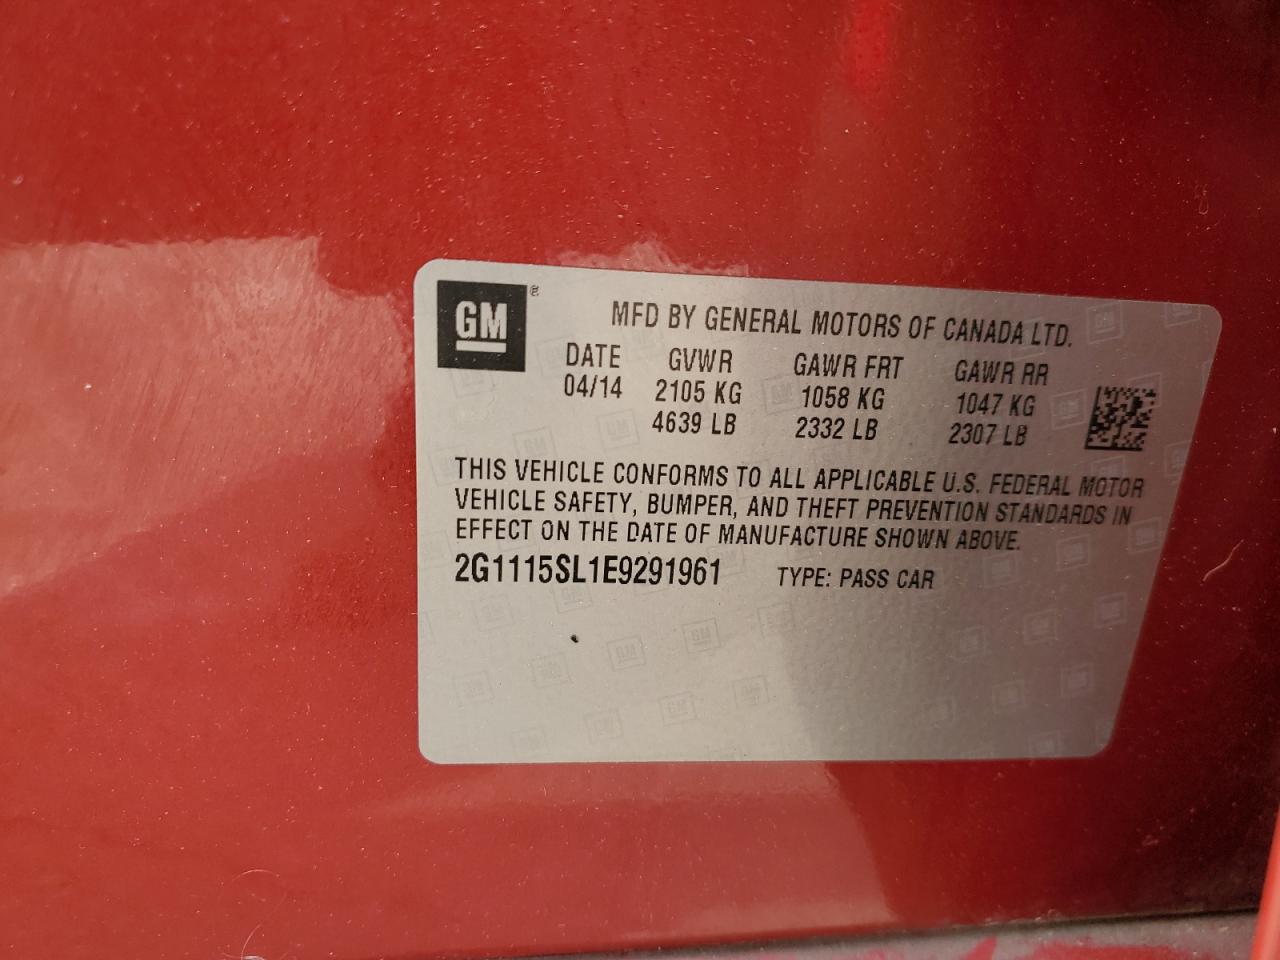 GM ®
MFD BY GENERAL MOTORS OF CANADA LTD.
DATE GVWR GAWR FRT GAWR RR
04/14 2105 KG 1058 KG 1047 KG
4639 LB 2332 LB 2307 LB
THIS VEHICLE CONFORMS TO ALL APPLICABLE U.S. FEDERAL MOTOR
VEHICLE SAFETY, BUMPER, AND THEFT PREVENTION STANDARDS IN
EFFECT ON THE DATE OF MANUFACTURE SHOWN ABOVE.
2G1115SL1E9291961 TYPE: PASS CAR